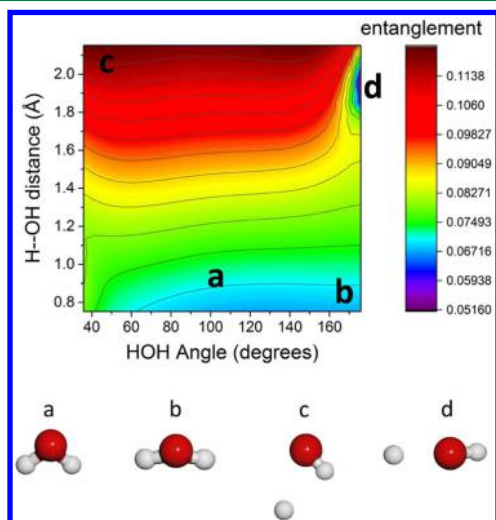 entanglement
c
d
a
b
2.0
1.8
1.6
1.4
1.2
1.0
0.8
H--OH distance (Å)
40
60
80
100
120
140
160
HOH Angle (degrees)
0.1138
0.1060
0.09827
0.09049
0.08271
0.07493
0.06716
0.05938
0.05160
a
b
c
d